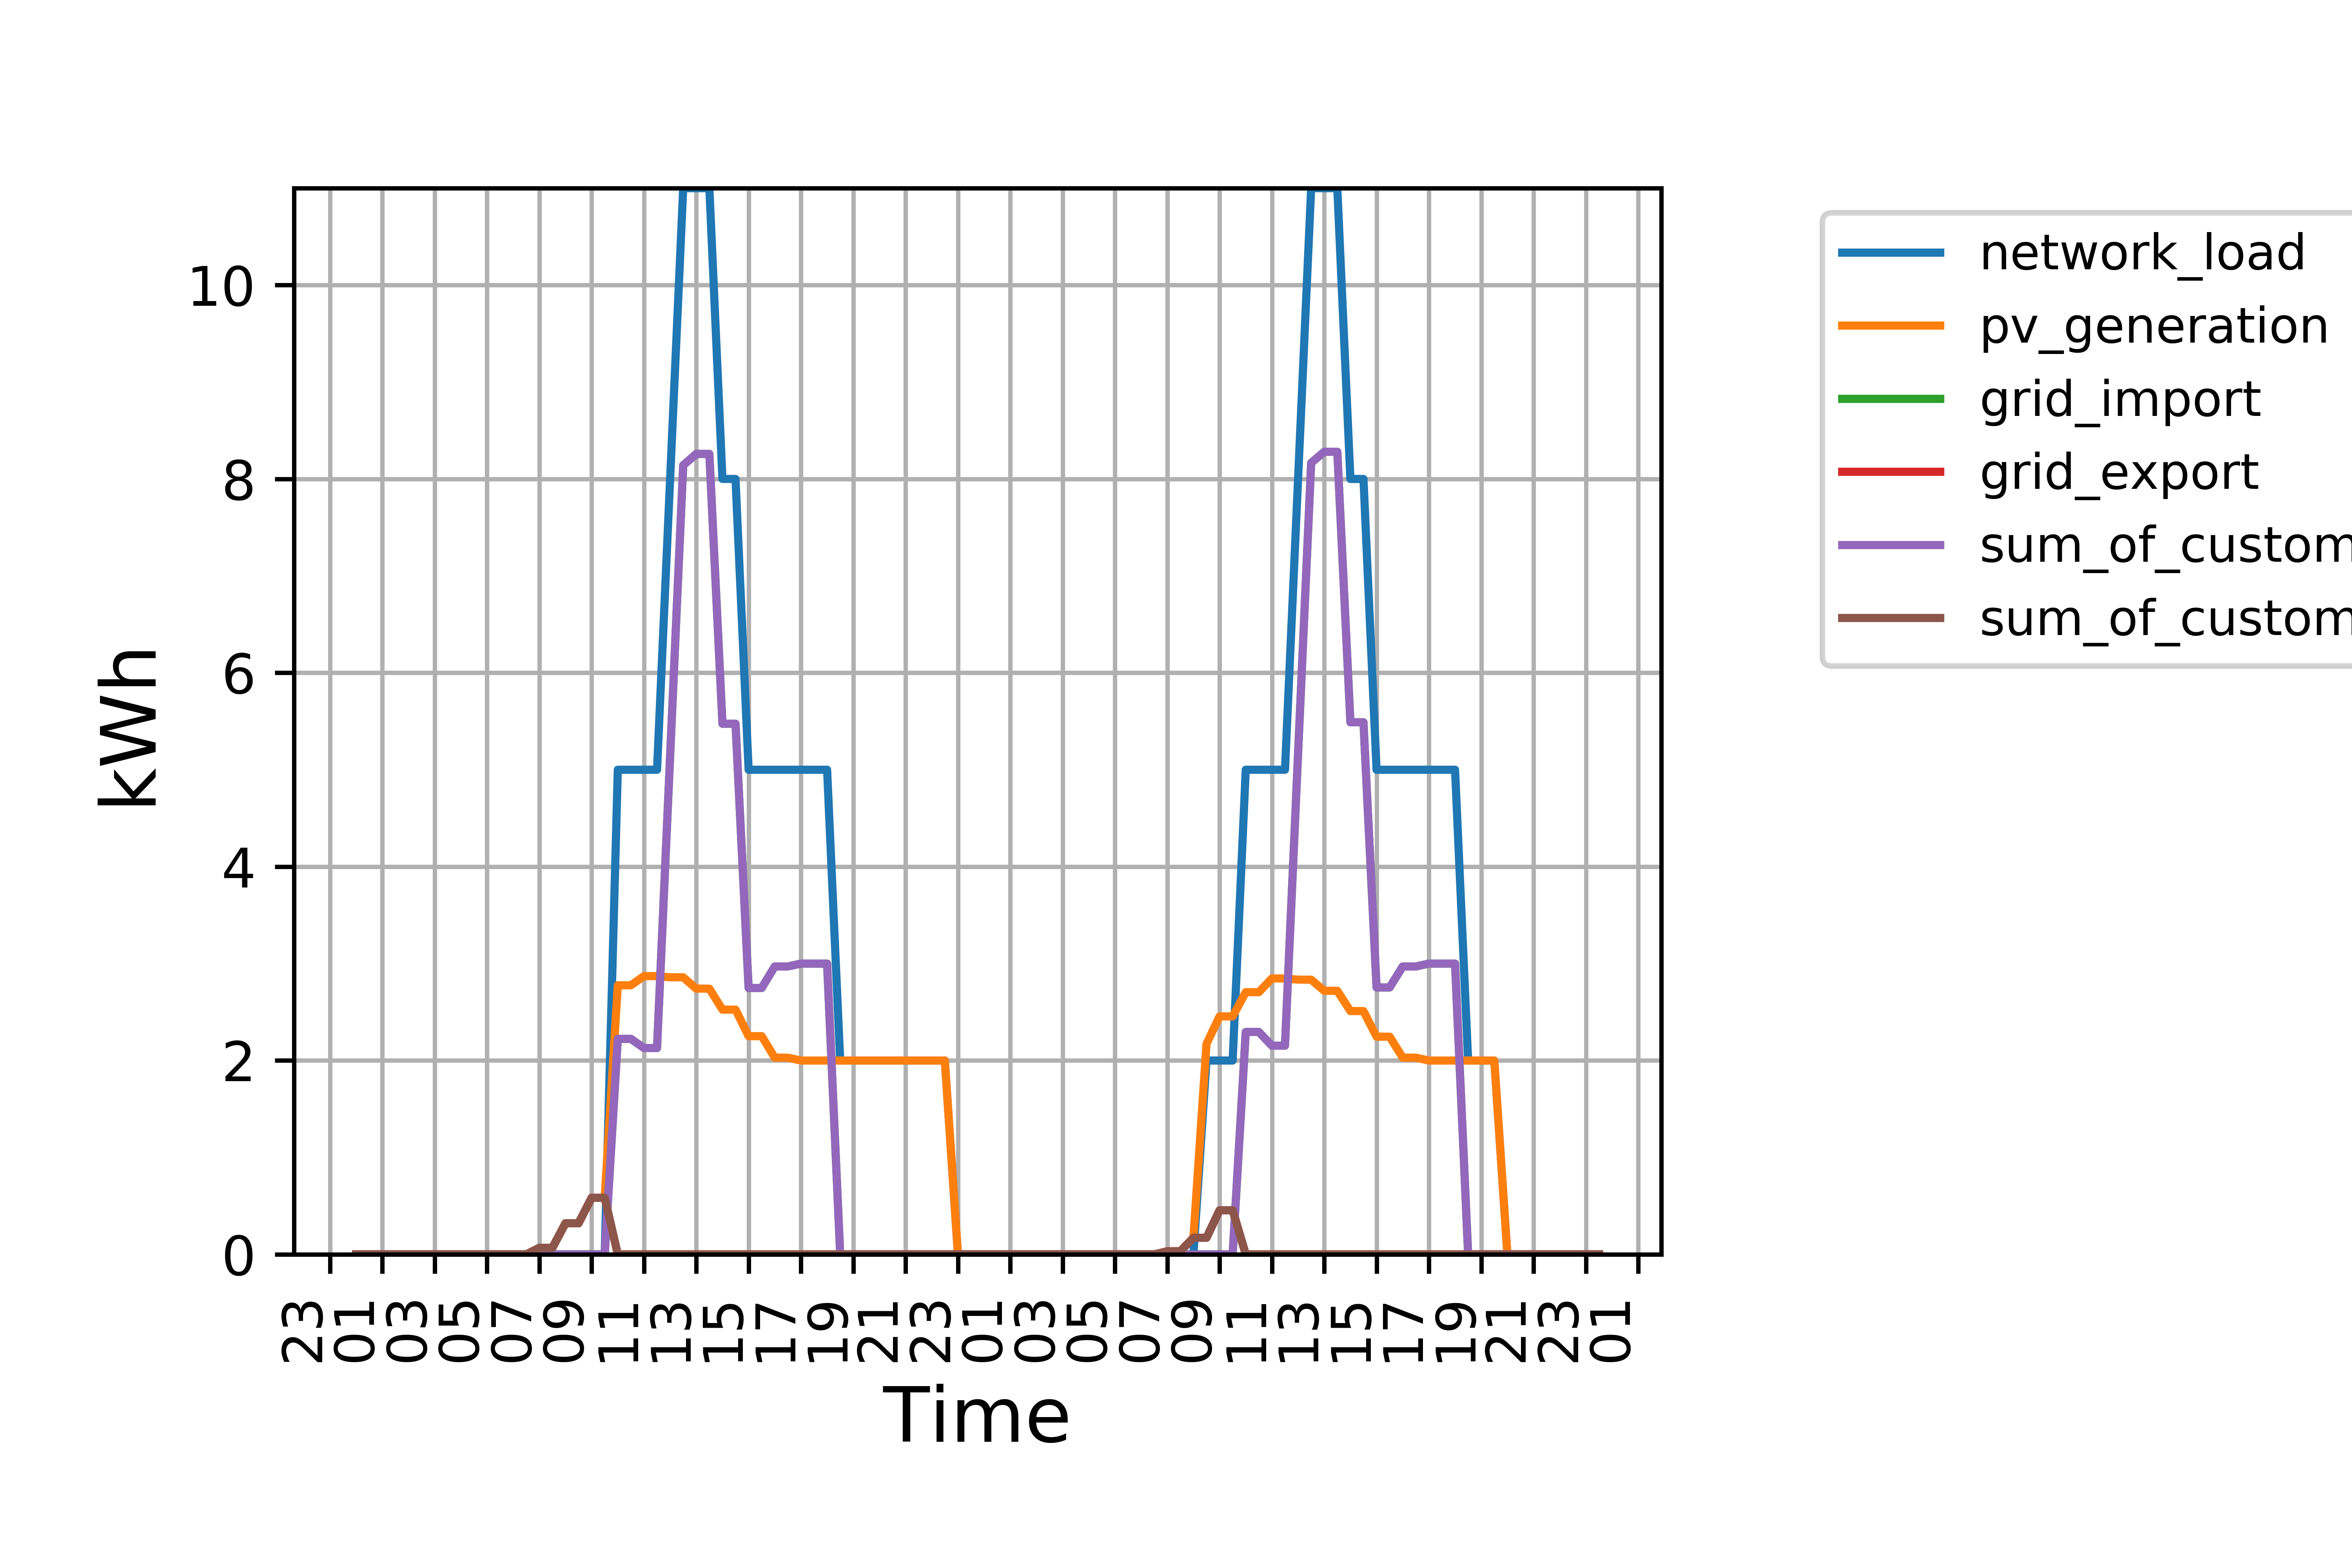 10
8
6
4
2
0
kWh
23 01 03 05 07 09 11 13 15 17 19 21 23 01 03 05 07 09 11 13 15 17 19 21 23 01
Time
network_load
pv_generation
grid_import
grid_export
sum_of_custom
sum_of_custom